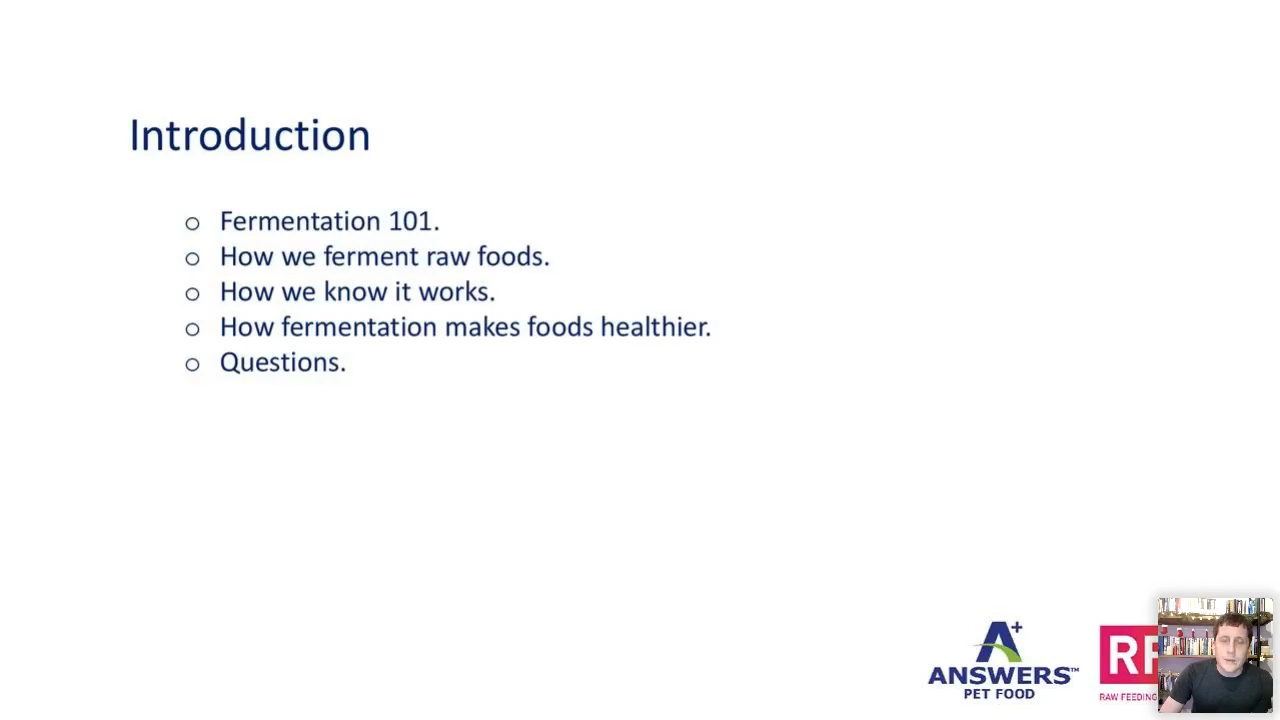 Introduction
o Fermentation 101.
o How we ferment raw foods.
o How we know it works.
o How fermentation makes foods healthier.
o Questions.
A+
ANSWERS™
PET FOOD
RAW FEEDING